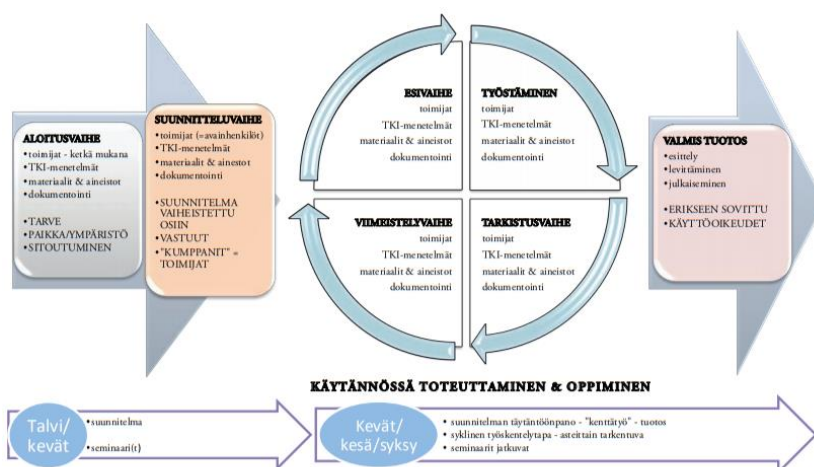 ALOITUSVAIHE
•toimijat - ketkä mukana
•TKI-menetelmät
•materiaalit & aineistot
•dokumentointi
•TARVE
•PAIKKA/YMPÄRISTÖ
•SITOUTUMINEN
SUUNNITTELUVAIHE
•toimijat (=avainhenkilöt)
•TKI-menetelmät
•materiaalit & ainestot
•dokumentointi
•SUUNNITELMA
VAIHEISTETTU
OSIIN
•VASTUUT
•"KUMPPANIT" =
TOIMIJAT
ESIVAIHE
toimijat
TKI-menetelmät
materiaalit & aineistot
dokumentointi
TYÖSTÄMINEN
toimijat
TKI-menetelmät
materiaalit & aineistot
dokumentointi
VIIMEISTELYVAIHE
toimijat
TKI-menetelmät
materiaalit & aineistot
dokumentointi
TARKISTUSVAIHE
toimijat
TKI-menetelmät
materiaalit & aineistot
dokumentointi
VALMIS TUOTOS
•esittely
•levittäminen
•julkaiseminen
•ERIKSEEN SOVITTU
•KÄYTTÖOIKEUDET
KÄYTÄNNÖSSÄ TOTEUTTAMINEN & OPPIMINEN
Talvi/
kevät
•suunnitelma
•seminaari(t)
Kevät/
kesä/syksy
• suunnitelman täytäntöönpano - "kenttätyö" - tuotos
• syklinen työskentelytapa - asteittain tarkentuva
• seminaarit jatkuvat